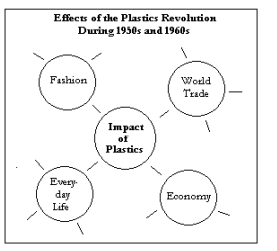 Effects of the Plastics Revolution
During 1950s and 1960s
Fashion
World
Trade
Impact
of
Plastics
Every-
day
Life
Economy